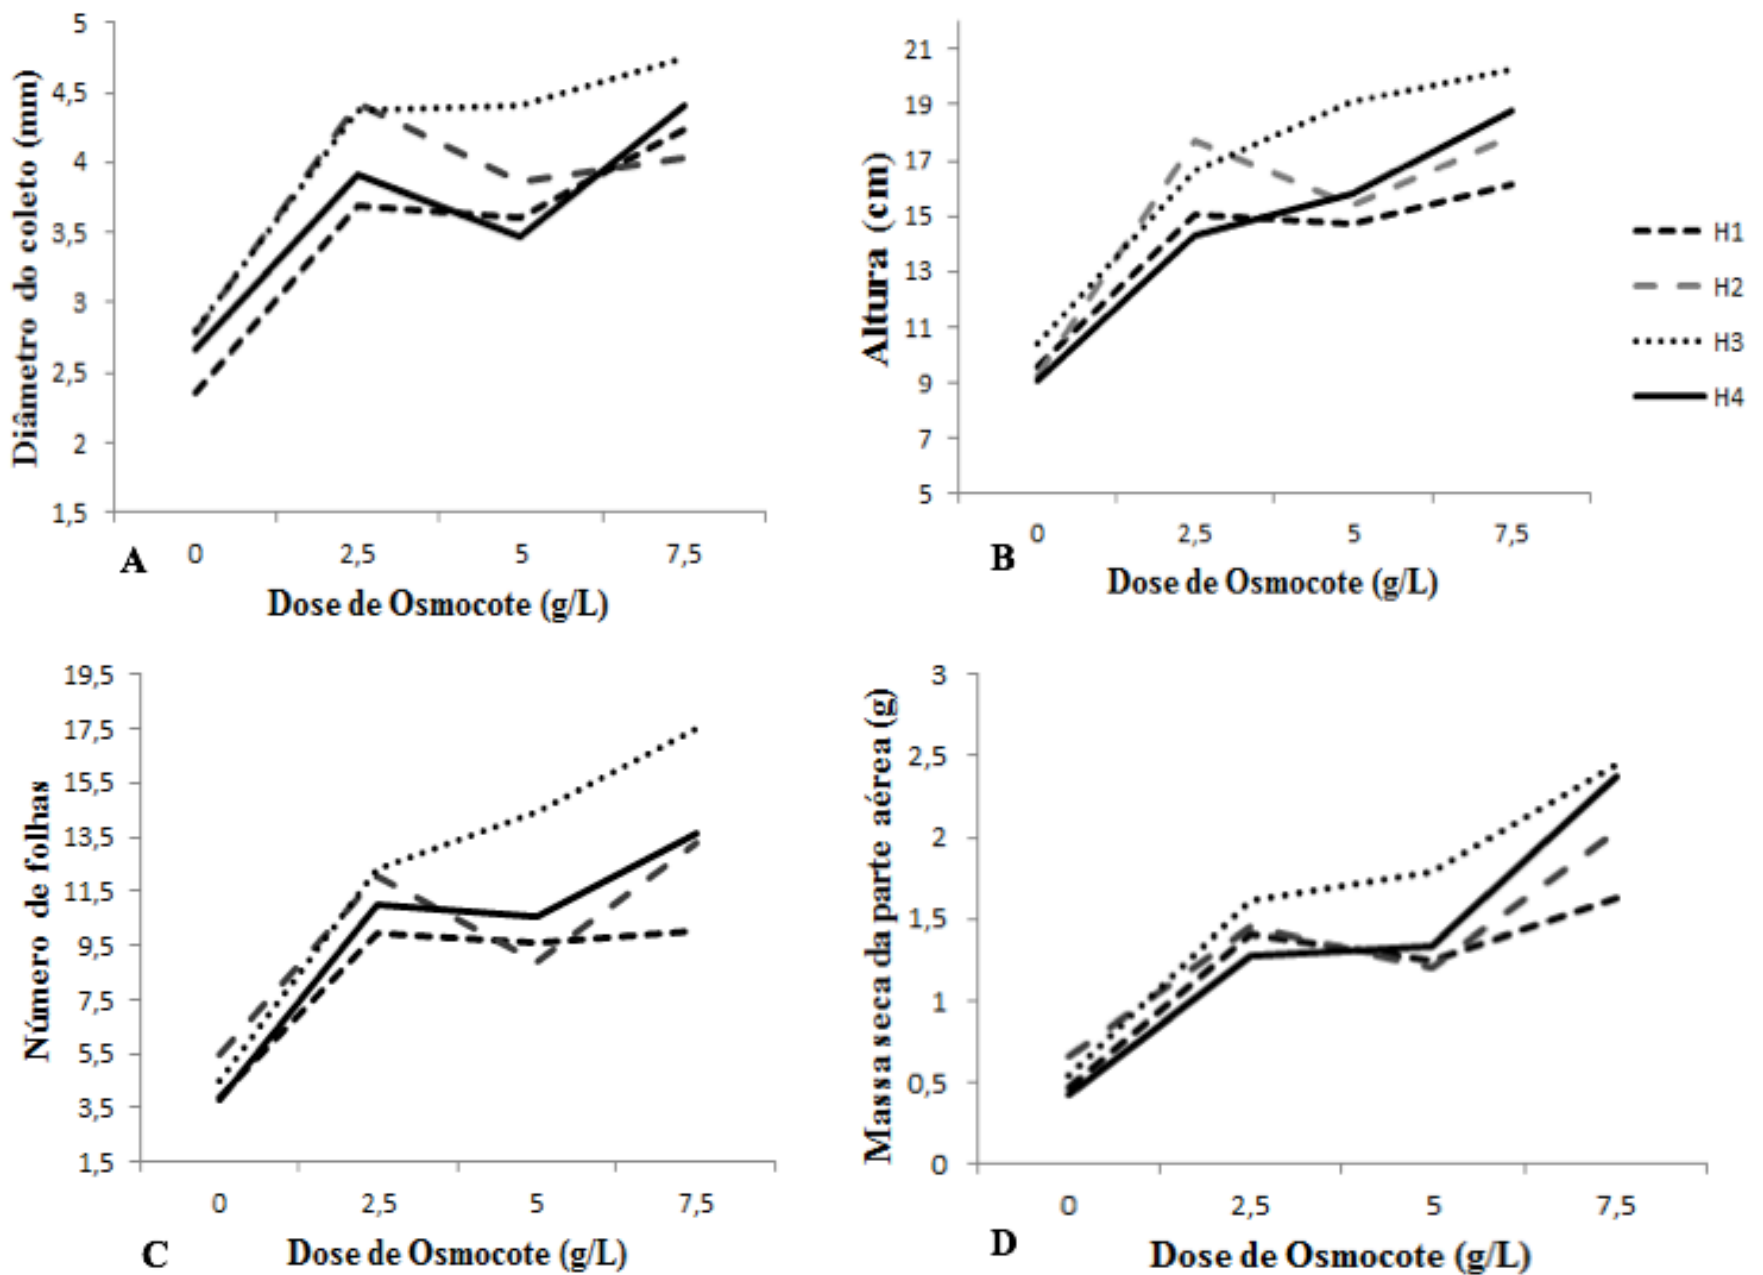 Diâmetro do coleto (mm)
5
4,5
4
3,5
3
2,5
2
1,5
0 2,5 5 7,5
A
Dose de Osmocote (g/L)
Altura (cm)
21
19
17
15
13
11
9
7
5
0 2,5 5 7,5
B
Dose de Osmocote (g/L)
H1
H2
H3
H4
Número de folhas
19,5
17,5
15,5
13,5
11,5
9,5
7,5
5,5
3,5
1,5
0 2,5 5 7,5
C
Dose de Osmocote (g/L)
Massa seca da parte aérea (g)
3
2,5
2
1,5
1
0,5
0
0 2,5 5 7,5
D
Dose de Osmocote (g/L)